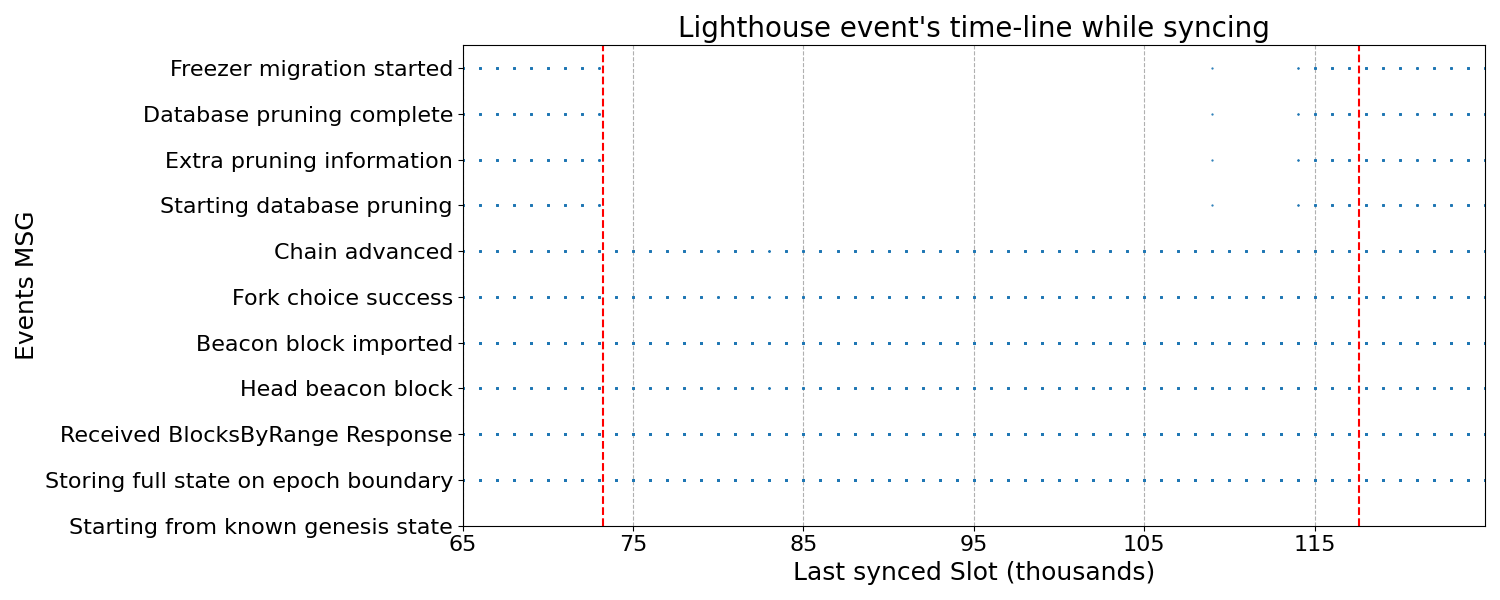 Lighthouse event's time-line while syncing
Events MSG
Freezer migration started
Database pruning complete
Extra pruning information
Starting database pruning
Chain advanced
Fork choice success
Beacon block imported
Head beacon block
Received BlocksByRange Response
Storing full state on epoch boundary
Starting from known genesis state
65 75 85 95 105 115
Last synced Slot (thousands)